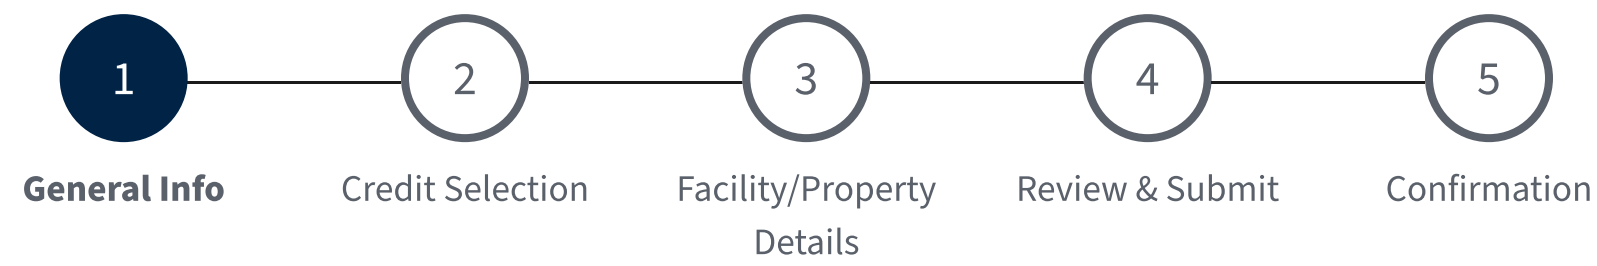 1
2
3
4
5
General Info
Credit Selection
Facility/Property
Details
Review & Submit
Confirmation